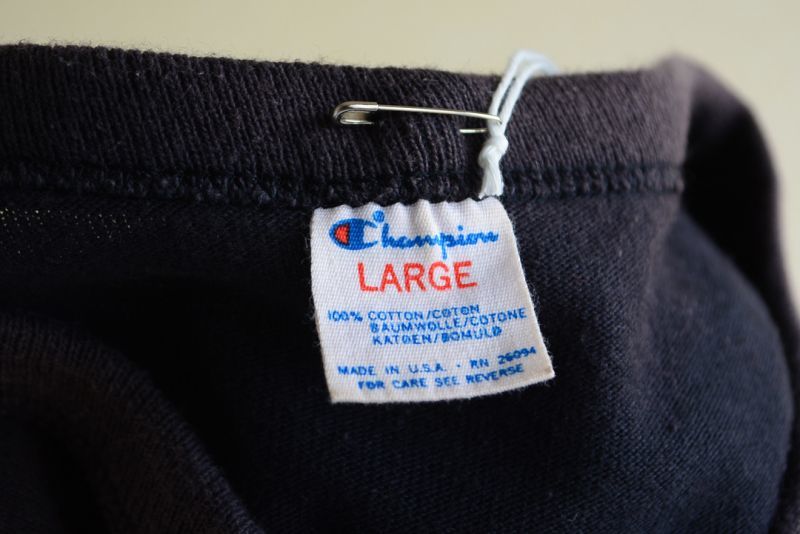 Champion
LARGE
100% COTTON/COTON
BAUMWOLLE/COTONE
KATOEN/BOMULD
MADE IN U.S.A. · RN 26094
FOR CARE SEE REVERSE